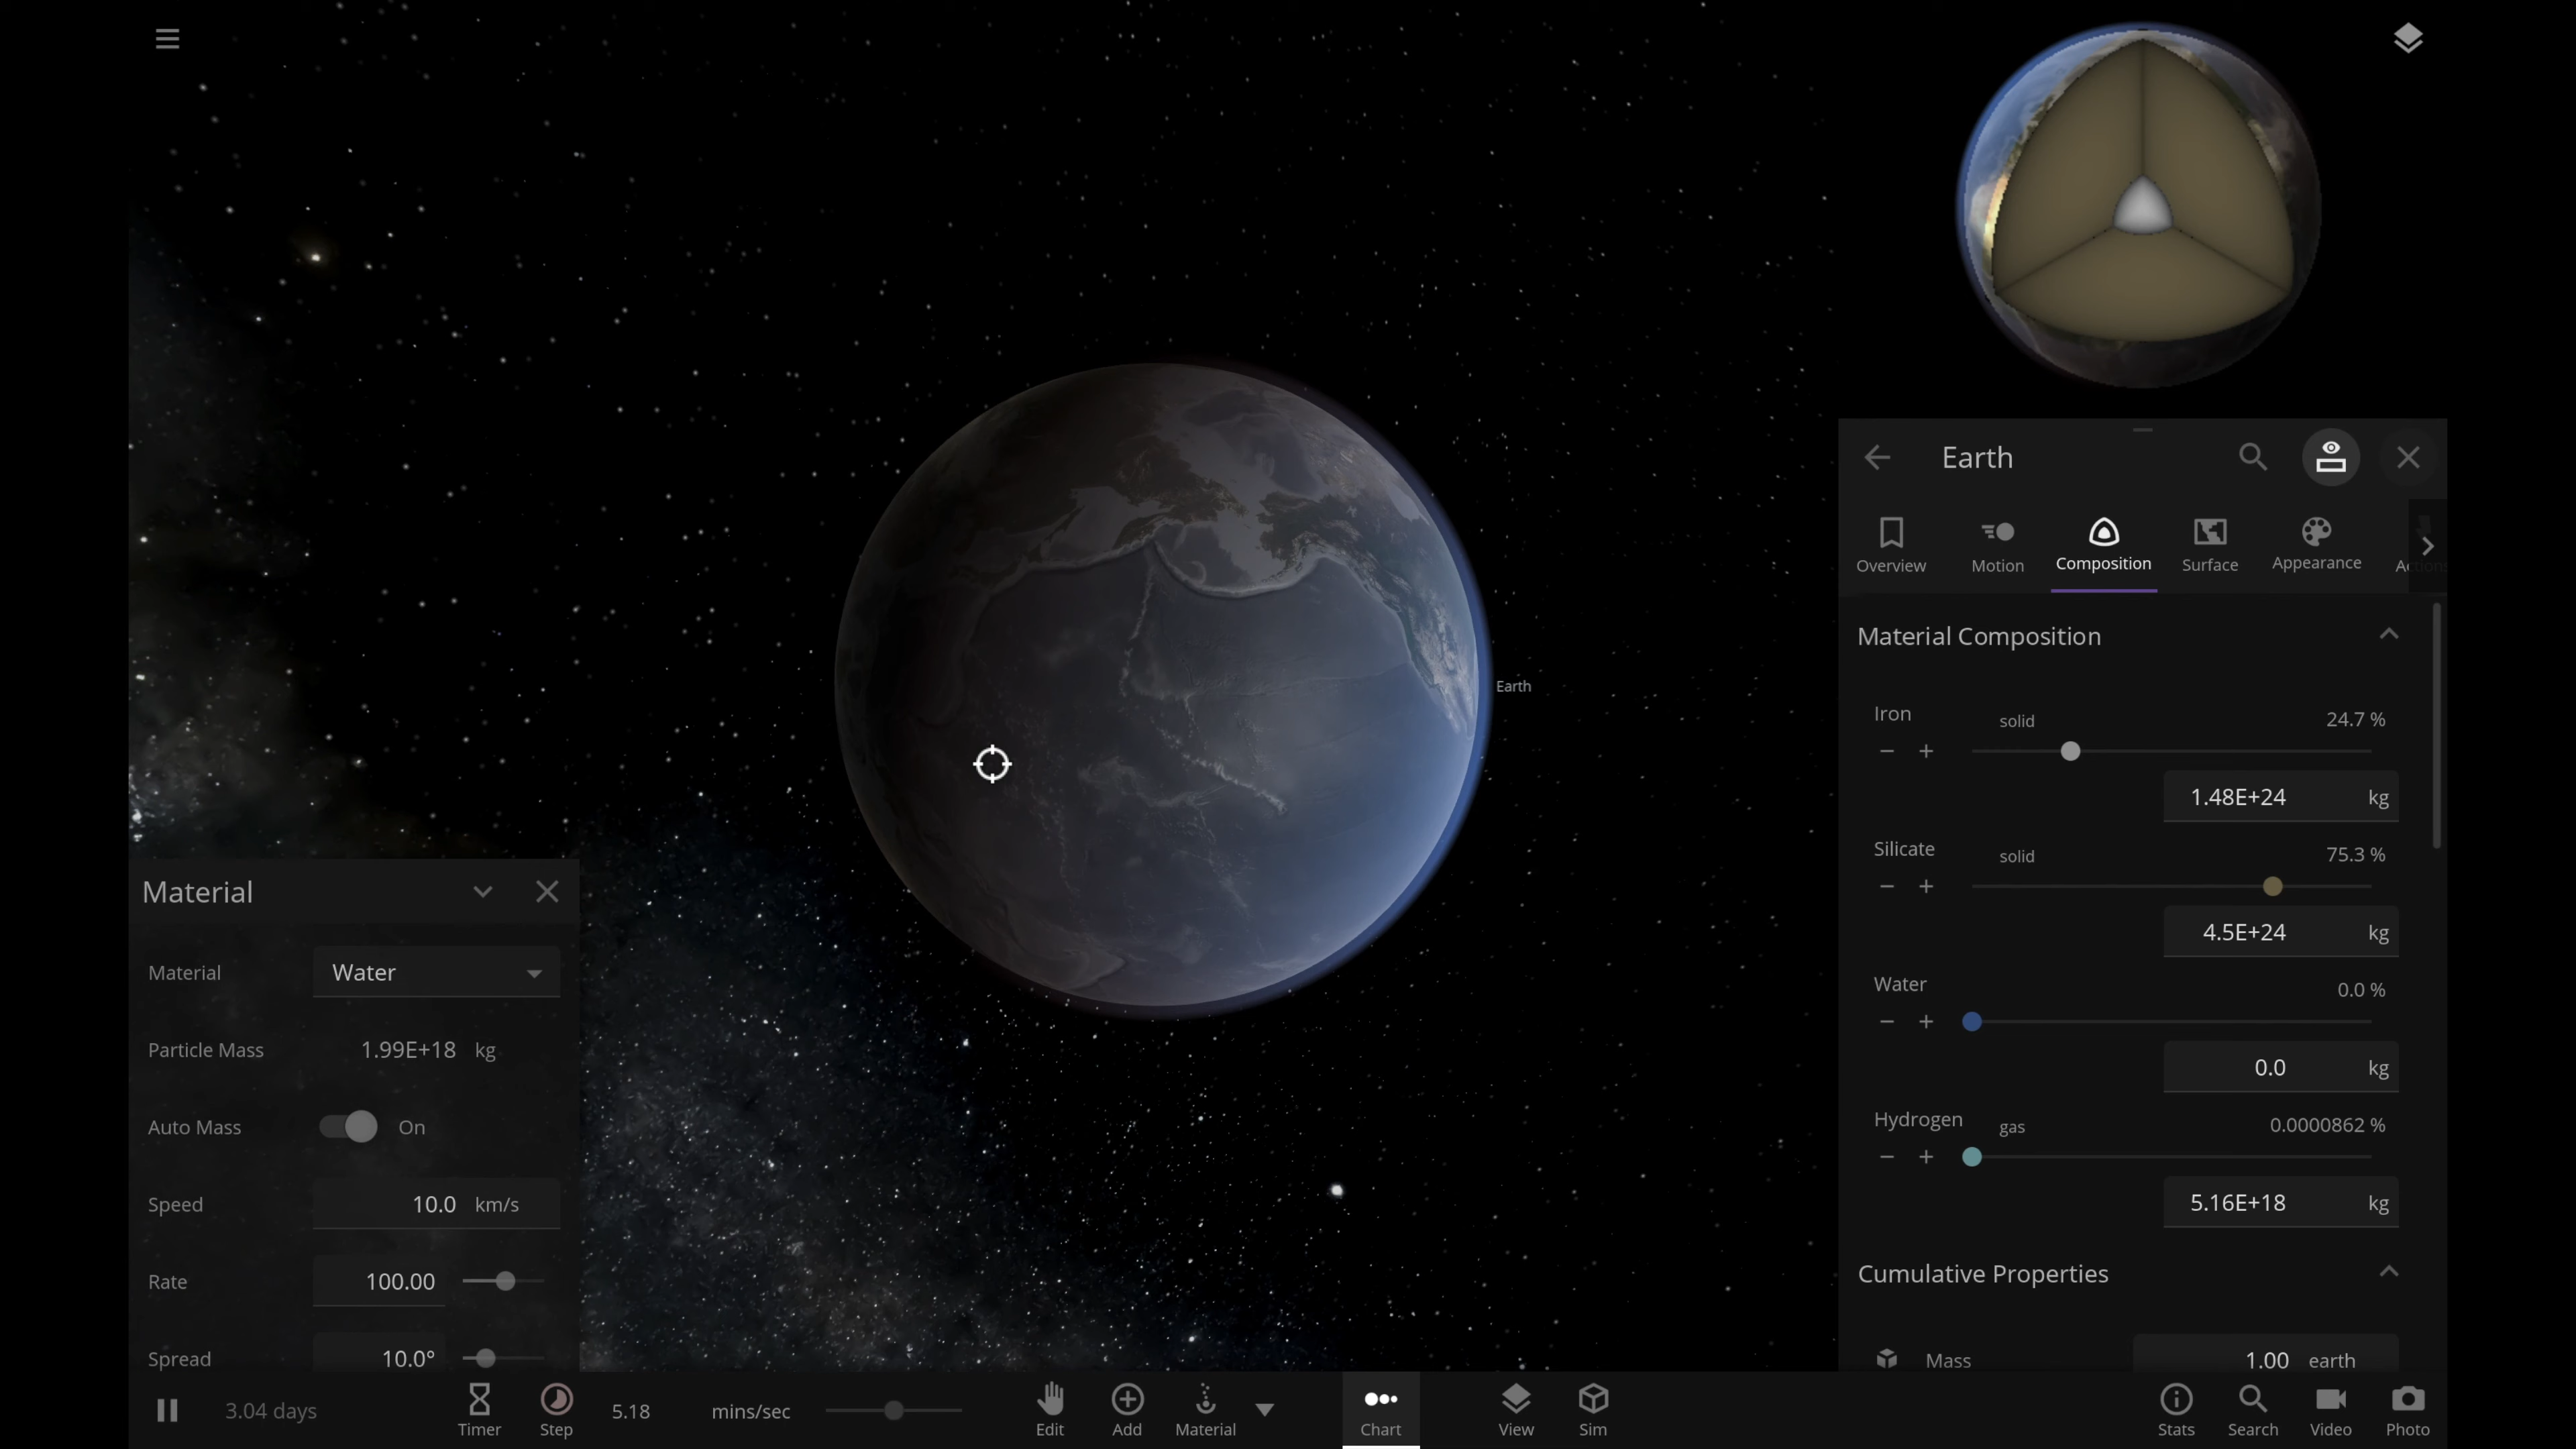 Earth
Overview
Motion
Composition
Surface
Appearance
Material Composition
Iron
solid
24.7 %
1.48E+24 kg
Silicate
solid
75.3 %
4.5E+24 kg
Water
0.0 %
0.0 kg
Hydrogen
gas
0.0000862 %
5.16E+18 kg
Cumulative Properties
Mass 1.00 earth
Earth
Material
Material Water
Particle Mass 1.99E+18 kg
Auto Mass On
Speed 10.0 km/s
Rate 100.00
Spread 10.0°
3.04 days
Timer
Step
5.18 mins/sec
Edit
Add
Material
Chart
View
Sim
Stats
Search
Video
Photo